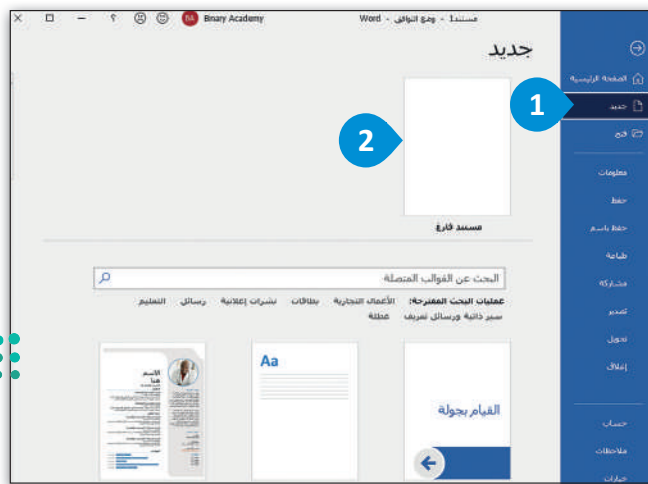 مستند1 - وضع التوافق - Word
Binary Academy
BA
جديد
الصفحة الرئيسية
جديد
فتح
معلومات
حفظ
حفظ باسم
طباعة
مشاركة
تصدير
تحويل
إغلاق
حساب
ملاحظات
خيارات
1
2
مستند فارغ
البحث عن القوالب المتصلة
عمليات البحث المقترحة: الأعمال التجارية بطاقات نشرات إعلانية رسائل التعليم
سير ذاتية ورسائل تعريف عطلة
القيام بجولة
Aa
الاسم
هنا